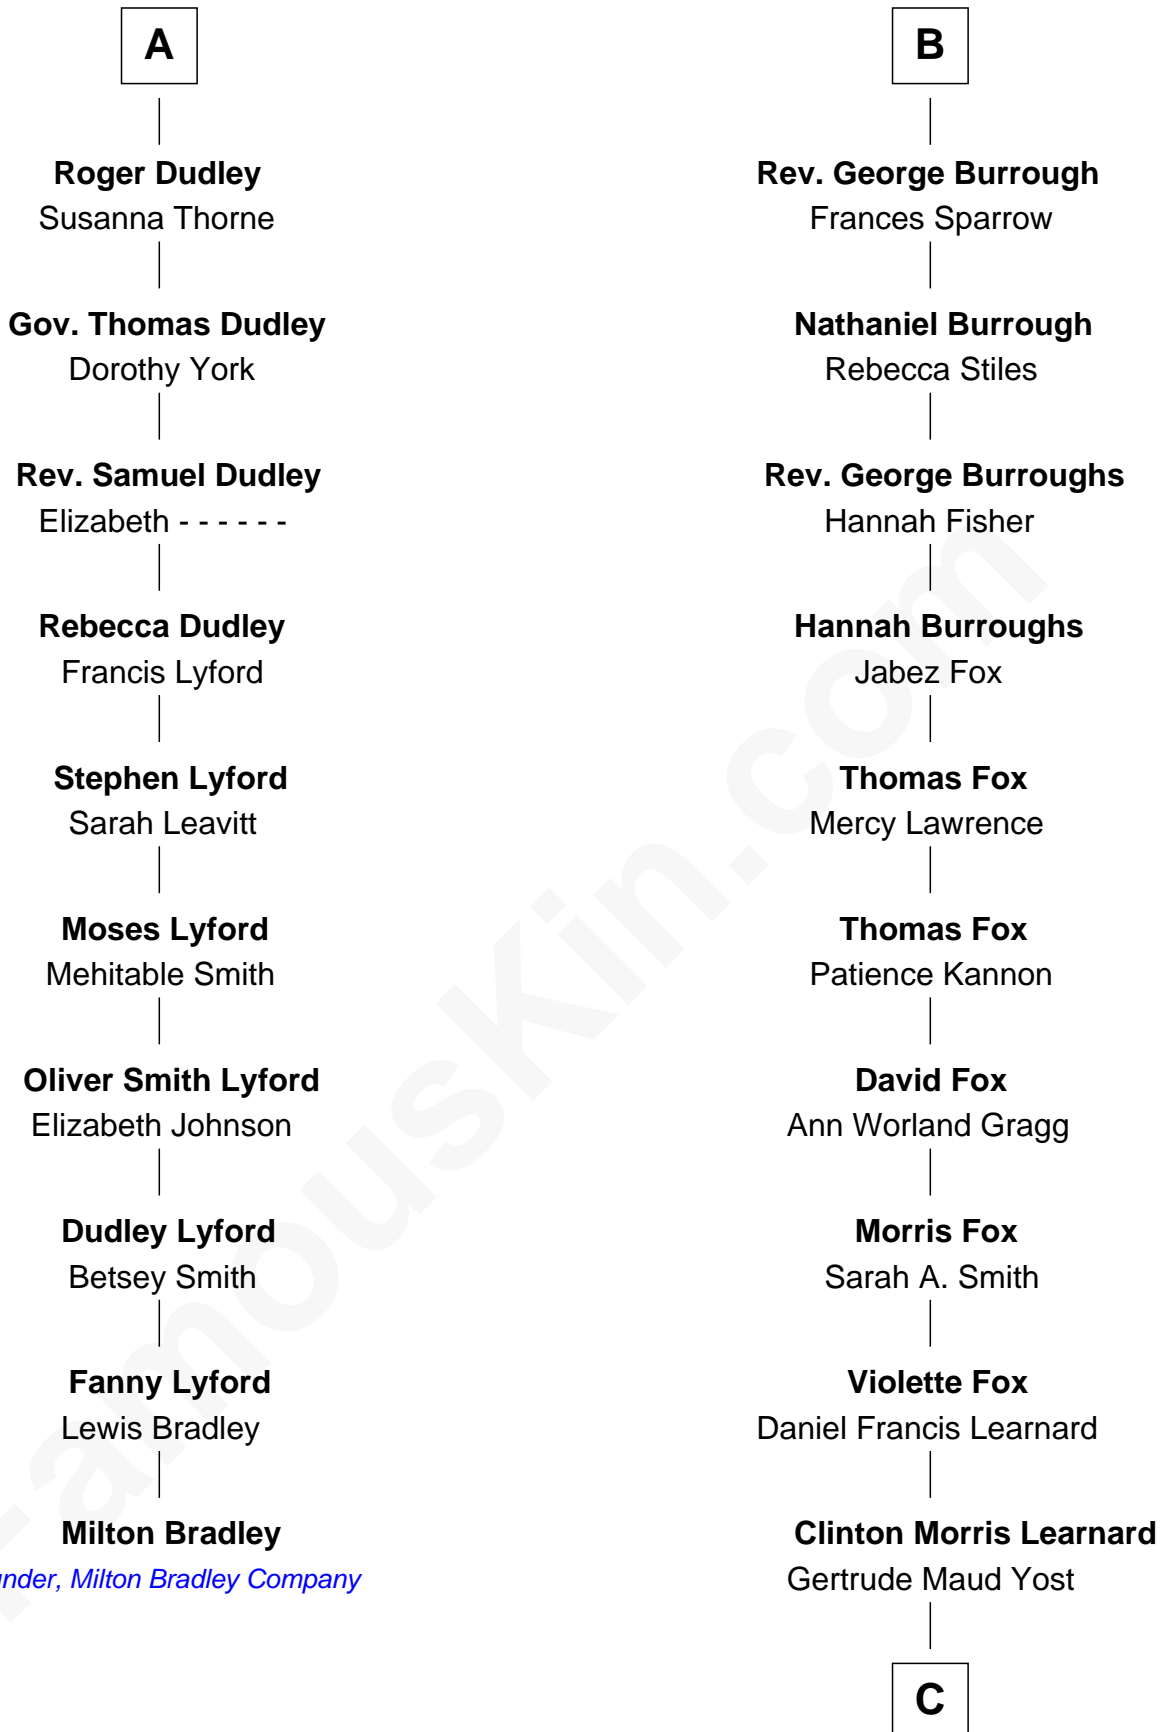 A
Roger Dudley
Susanna Thorne
Gov. Thomas Dudley
Dorothy York
Rev. Samuel Dudley
Elizabeth - - - - - -
Rebecca Dudley
Francis Lyford
Stephen Lyford
Sarah Leavitt
Moses Lyford
Mehitable Smith
Oliver Smith Lyford
Elizabeth Johnson
Dudley Lyford
Betsey Smith
Fanny Lyford
Lewis Bradley
Milton Bradley
under, Milton Bradley Company
B
Rev. George Burrough
Frances Sparrow
Nathaniel Burrough
Rebecca Stiles
Rev. George Burroughs
Hannah Fisher
Hannah Burroughs
Jabez Fox
Thomas Fox
Mercy Lawrence
Thomas Fox
Patience Kannon
David Fox
Ann Worland Gragg
Morris Fox
Sarah A. Smith
Violette Fox
Daniel Francis Learnard
Clinton Morris Learnard
Gertrude Maud Yost
C
FamousKin.com